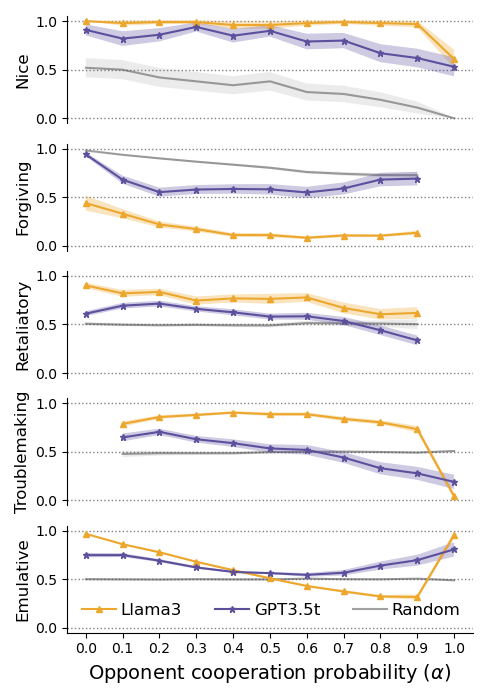 Nice
1.0
0.5
0.0
Forgiving
1.0
0.5
0.0
Retaliatory
1.0
0.5
0.0
Troublemaking
1.0
0.5
0.0
Emulative
1.0
0.5
0.0
Llama3 GPT3.5t Random
0.0 0.1 0.2 0.3 0.4 0.5 0.6 0.7 0.8 0.9 1.0
Opponent cooperation probability (α)